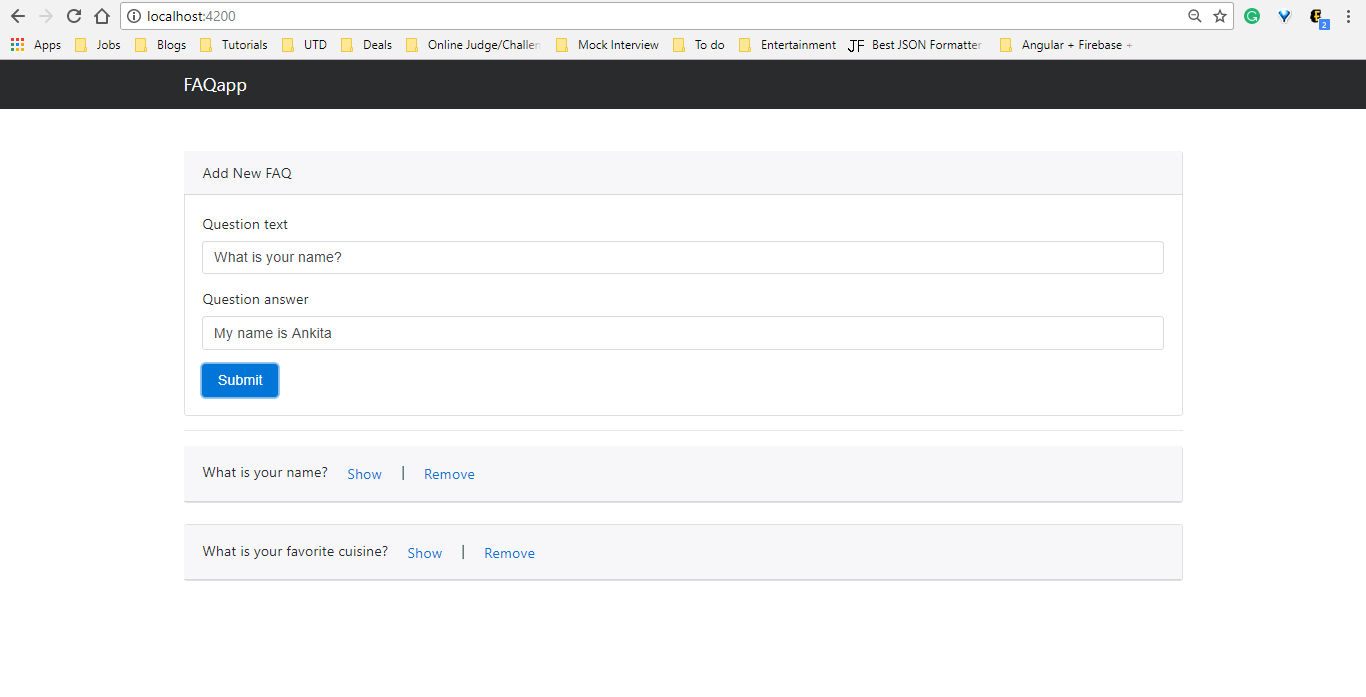 localhost:4200
Apps Jobs Blogs Tutorials UTD Deals Online Judge/Challen Mock Interview To do Entertainment JF Best JSON Formatter Angular + Firebase +
2
FAQapp
Add New FAQ
Question text
What is your name?
Question answer
My name is Ankita
Submit
What is your name? Show | Remove
What is your favorite cuisine? Show | Remove